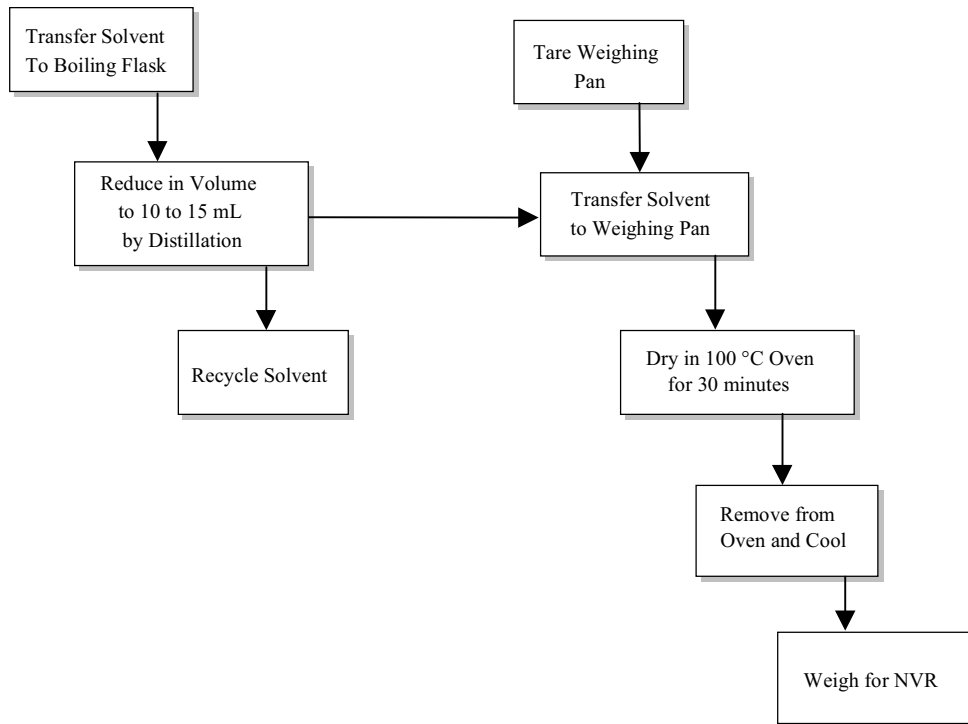 Transfer Solvent
To Boiling Flask
Tare Weighing
Pan
Reduce in Volume
to 10 to 15 mL
by Distillation
Transfer Solvent
to Weighing Pan
Recycle Solvent
Dry in 100 °C Oven
for 30 minutes
Remove from
Oven and Cool
Weigh for NVR